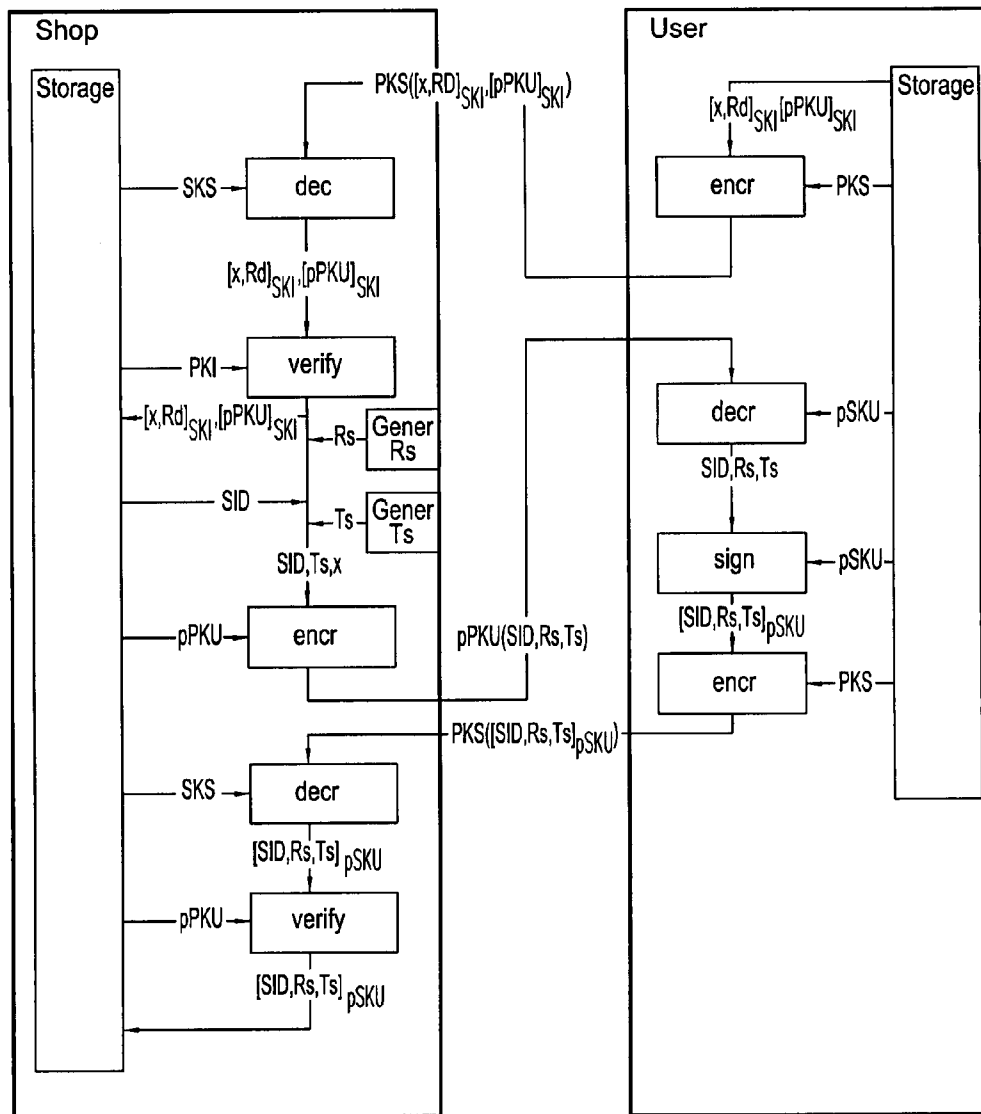 Shop
Storage
PKS([x,RD]SKI,[pPKU]SKI)
SKS
dec
[x,Rd]SKI,[pPKU]SKI
PKI
verify
[x,Rd]SKI,[pPKU]SKI
Rs
Gener
Rs
SID
Ts
Gener
Ts
SID,Ts,x
pPKU
encr
pPKU(SID,Rs,Ts)
PKS([SID,Rs,Ts]pSKU)
SKS
decr
[SID,Rs,Ts]pSKU
pPKU
verify
[SID,Rs,Ts]pSKU
User
Storage
[x,Rd]SKI[pPKU]SKI
encr
PKS
decr
pSKU
SID,Rs,Ts
sign
pSKU
[SID,Rs,Ts]pSKU
encr
PKS